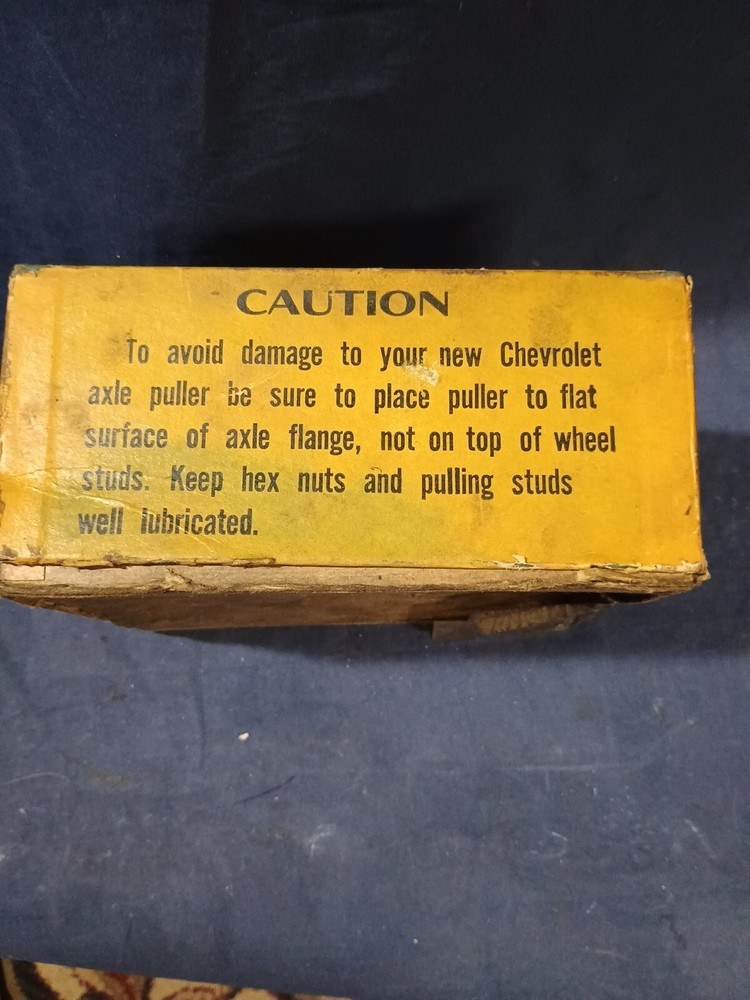 CAUTION
To avoid damage to your new Chevrolet
axle puller be sure to place puller to flat
surface of axle flange, not on top of wheel
studs. Keep hex nuts and pulling studs
well lubricated.